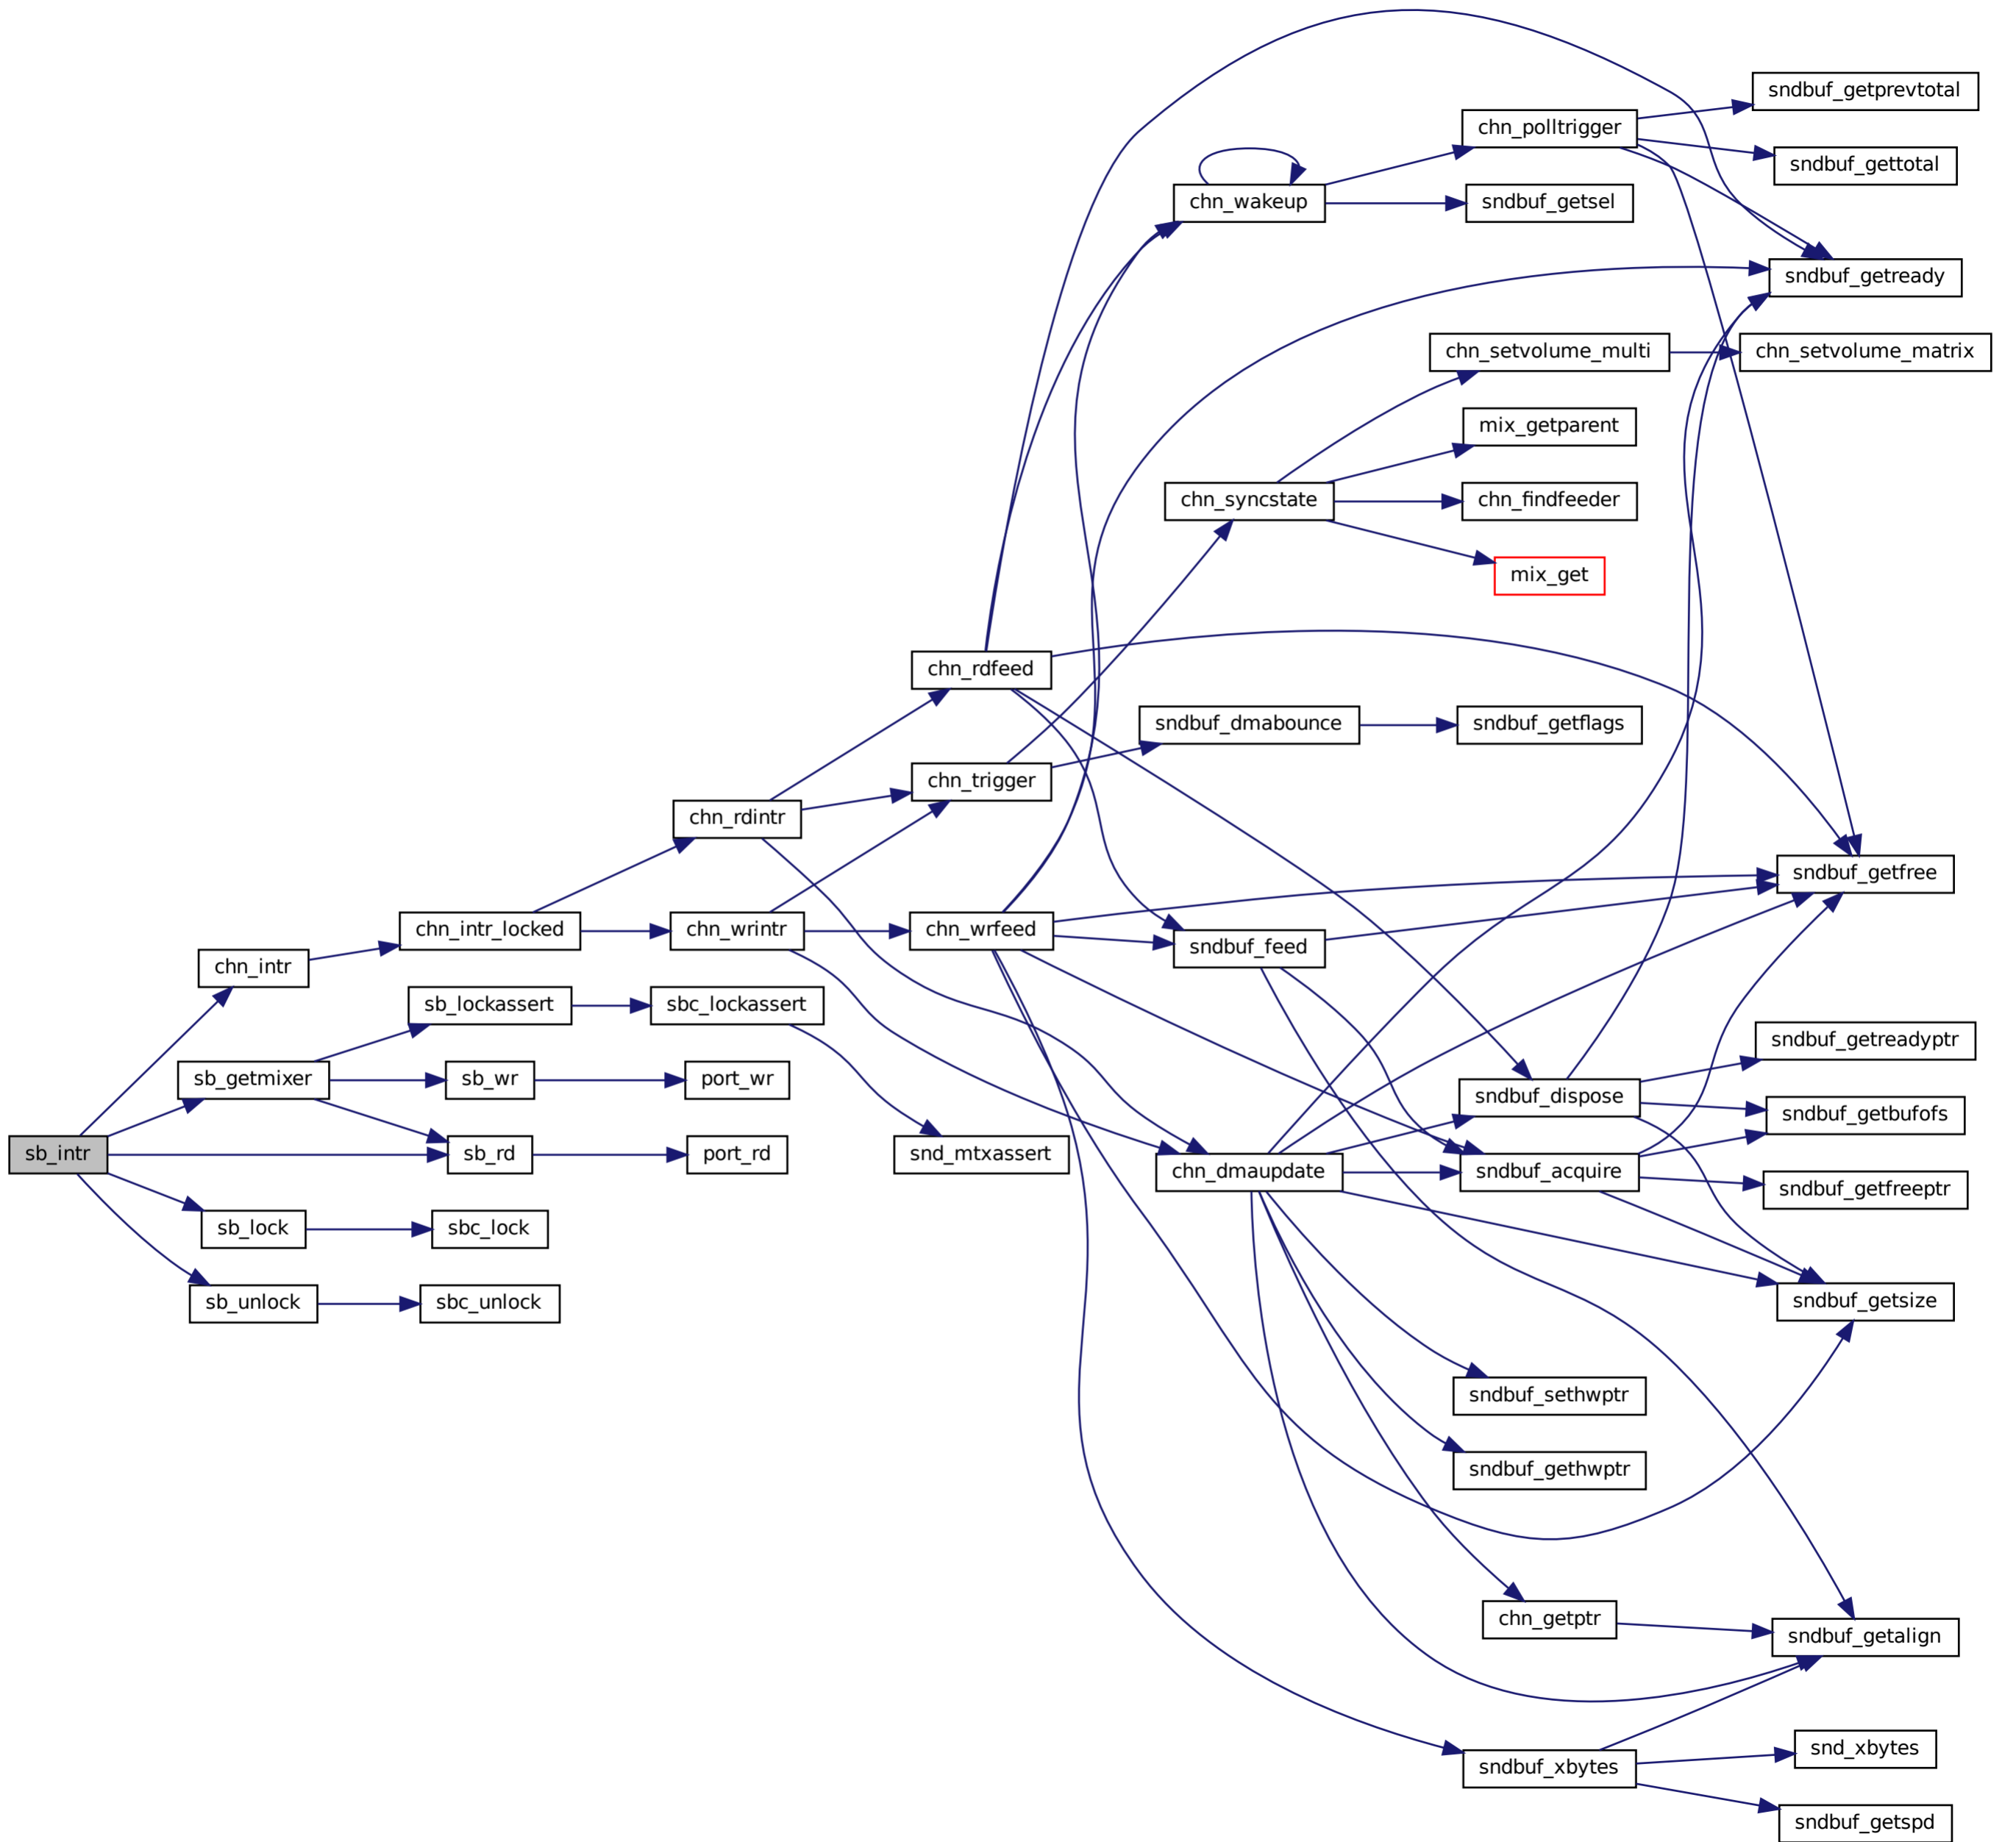 sndbuf_getprevtotal
chn_polltrigger
sndbuf_gettotal
chn_wakeup
sndbuf_getsel
sndbuf_getready
chn_setvolume_multi
chn_setvolume_matrix
mix_getparent
chn_syncstate
chn_findfeeder
mix_get
chn_rdfeed
sndbuf_dmabounce
sndbuf_getflags
chn_trigger
chn_rdintr
sndbuf_getfree
chn_intr_locked
chn_wrintr
chn_wrfeed
sndbuf_feed
chn_intr
sb_lockassert
sbc_lockassert
sndbuf_getreadyptr
sb_getmixer
sb_wr
port_wr
sndbuf_dispose
sndbuf_getbufofs
sb_intr
sb_rd
port_rd
snd_mtxassert
chn_dmaupdate
sndbuf_acquire
sndbuf_getfreeptr
sb_lock
sbc_lock
sb_unlock
sbc_unlock
sndbuf_getsize
sndbuf_sethwptr
sndbuf_gethwptr
chn_getptr
sndbuf_getalign
snd_xbytes
sndbuf_xbytes
sndbuf_getspd